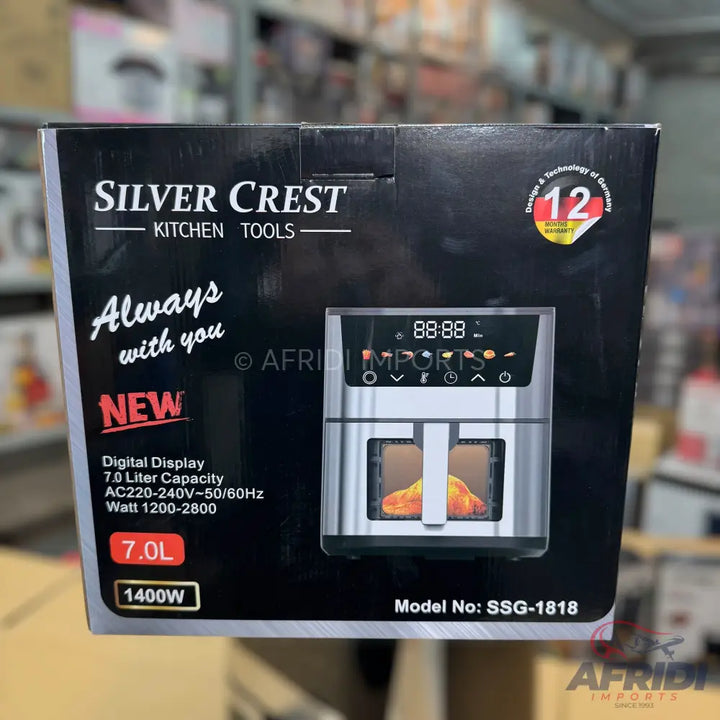 SILVER CREST
KITCHEN TOOLS
Design & Technology of Germany
12
MONTHS
WARRANTY
Always
with you
© AFRIDI IMPORTS
NEW
88:88
°C
Min
Digital Display
7.0 Liter Capacity
AC220-240V~50/60Hz
Watt 1200-2800
7.0L
1400W
Model No: SSG-1818
AFRIDI
IMPORTS
SINCE 1993